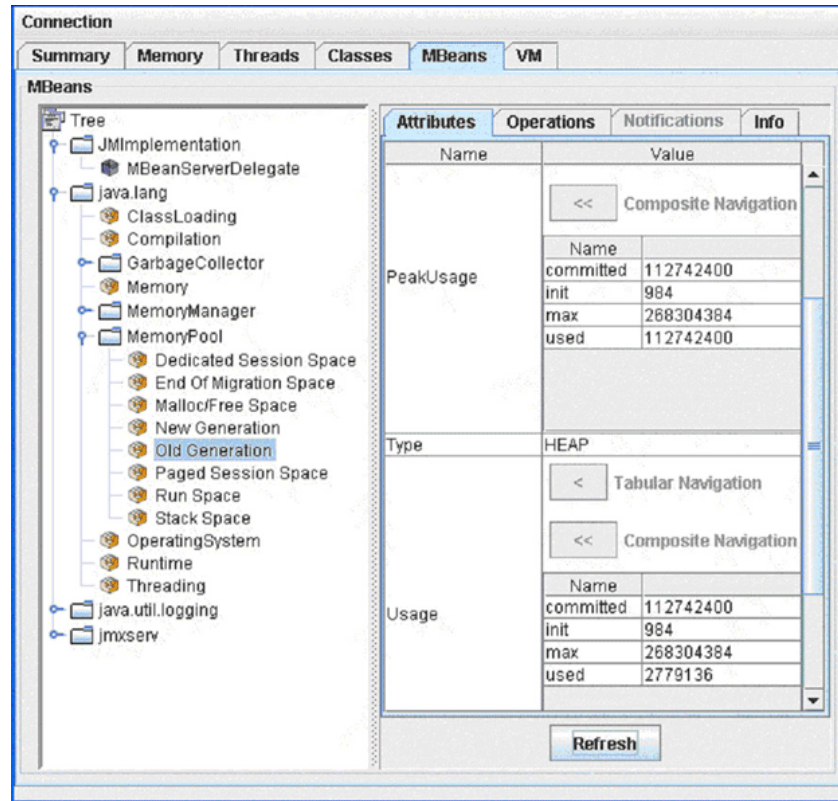 Connection
Summary Memory Threads Classes MBeans VM
MBeans
Tree
JMImplementation
MBeanServerDelegate
java.lang
ClassLoading
Compilation
GarbageCollector
Memory
MemoryManager
MemoryPool
Dedicated Session Space
End Of Migration Space
Malloc/Free Space
New Generation
Old Generation
Paged Session Space
Run Space
Stack Space
OperatingSystem
Runtime
Threading
java.util.logging
jmxserv
Attributes Operations Notifications Info
Name Value
PeakUsage
<< Composite Navigation
Name
committed 112742400
init 984
max 268304384
used 112742400
Type HEAP
Usage
< Tabular Navigation
<< Composite Navigation
Name
committed 112742400
init 984
max 268304384
used 2779136
Refresh